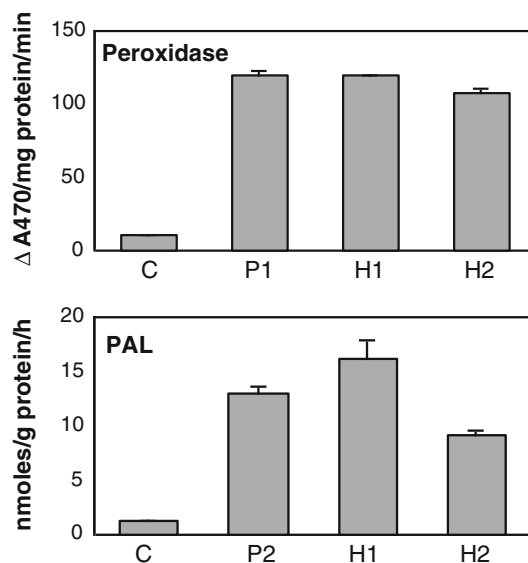 Δ A470/mg protein/min
150
100
50
0
Peroxidase
C P1 H1 H2
nmoles/g protein/h
20
15
10
5
0
PAL
C P2 H1 H2